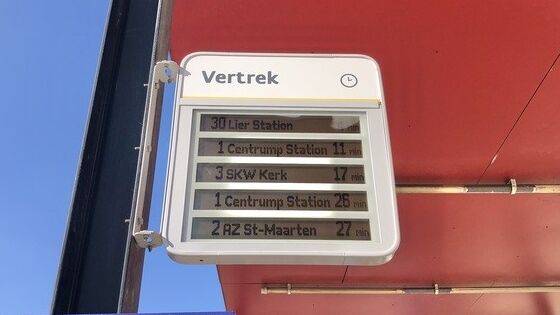 Vertrek
30 Lier Station min
1 Centrump Station 11 min
3 SKW Kerk 17 min
1 Centrump Station 26 min
2 AZ St-Maarten 27 min